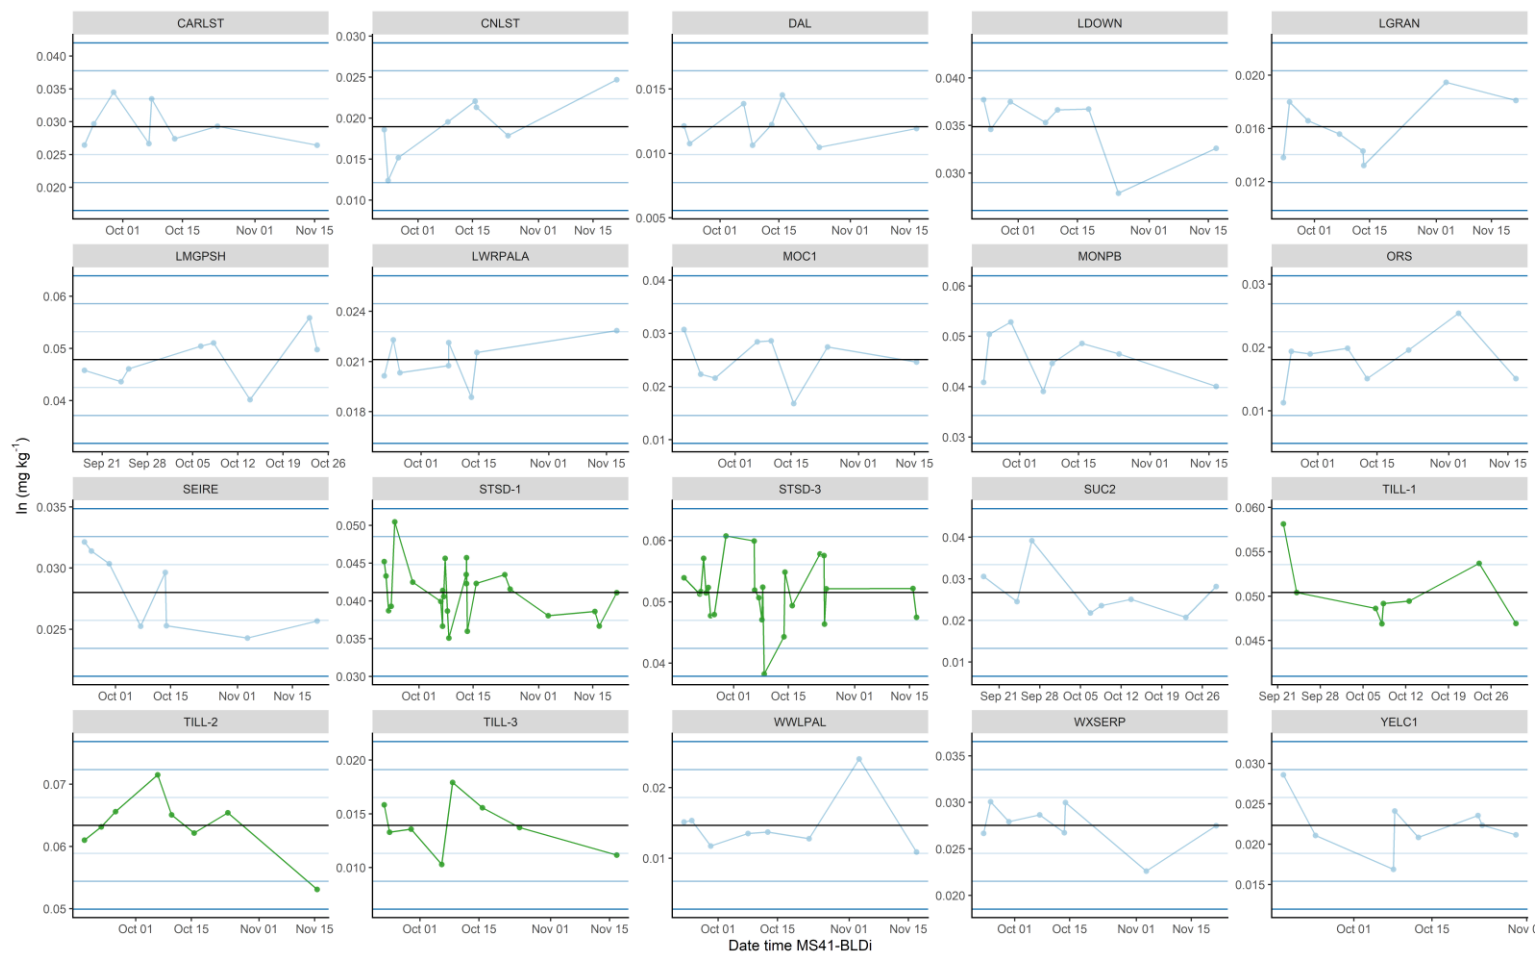 CARLST CNLST DAL LDOWN LGRAN
0.040 0.035 0.030 0.025 0.020
0.030 0.025 0.020 0.015 0.010
0.015 0.010 0.005
0.040 0.035 0.030
0.020 0.016 0.012
Oct 01 Oct 15 Nov 01 Nov 15
Oct 01 Oct 15 Nov 01 Nov 15
Oct 01 Oct 15 Nov 01 Nov 15
Oct 01 Oct 15 Nov 01 Nov 15
Oct 01 Oct 15 Nov 01 Nov 15
LMGPSH LWRPALA MOC1 MONPB ORS
0.06 0.05 0.04
0.024 0.021 0.018
0.04 0.03 0.02 0.01
0.06 0.05 0.04 0.03
0.03 0.02 0.01
Sep 21 Sep 28 Oct 05 Oct 12 Oct 19 Oct 26
Oct 01 Oct 15 Nov 01 Nov 15
Oct 01 Oct 15 Nov 01 Nov 15
Oct 01 Oct 15 Nov 01 Nov 15
Oct 01 Oct 15 Nov 01 Nov 15
In (mg kg-1)
SEIRE STSD-1 STSD-3 SUC2 TILL-1
0.035 0.030 0.025
0.050 0.045 0.040 0.035 0.030
0.06 0.05 0.04
0.04 0.03 0.02 0.01
0.060 0.055 0.050 0.045
Oct 01 Oct 15 Nov 01 Nov 15
Oct 01 Oct 15 Nov 01 Nov 15
Oct 01 Oct 15 Nov 01 Nov 15
Sep 21 Sep 28 Oct 05 Oct 12 Oct 19 Oct 26
Sep 21 Sep 28 Oct 05 Oct 12 Oct 19 Oct 26
TILL-2 TILL-3 WWLPAL WXSERP YELC1
0.07 0.06 0.05
0.020 0.015 0.010
0.02 0.01
0.035 0.030 0.025 0.020
0.030 0.025 0.020 0.015
Oct 01 Oct 15 Nov 01 Nov 15
Oct 01 Oct 15 Nov 01 Nov 15
Oct 01 Oct 15 Nov 01 Nov 15
Oct 01 Oct 15 Nov 01 Nov 15
Oct 01 Oct 15 Nov
Date time MS41-BLDi